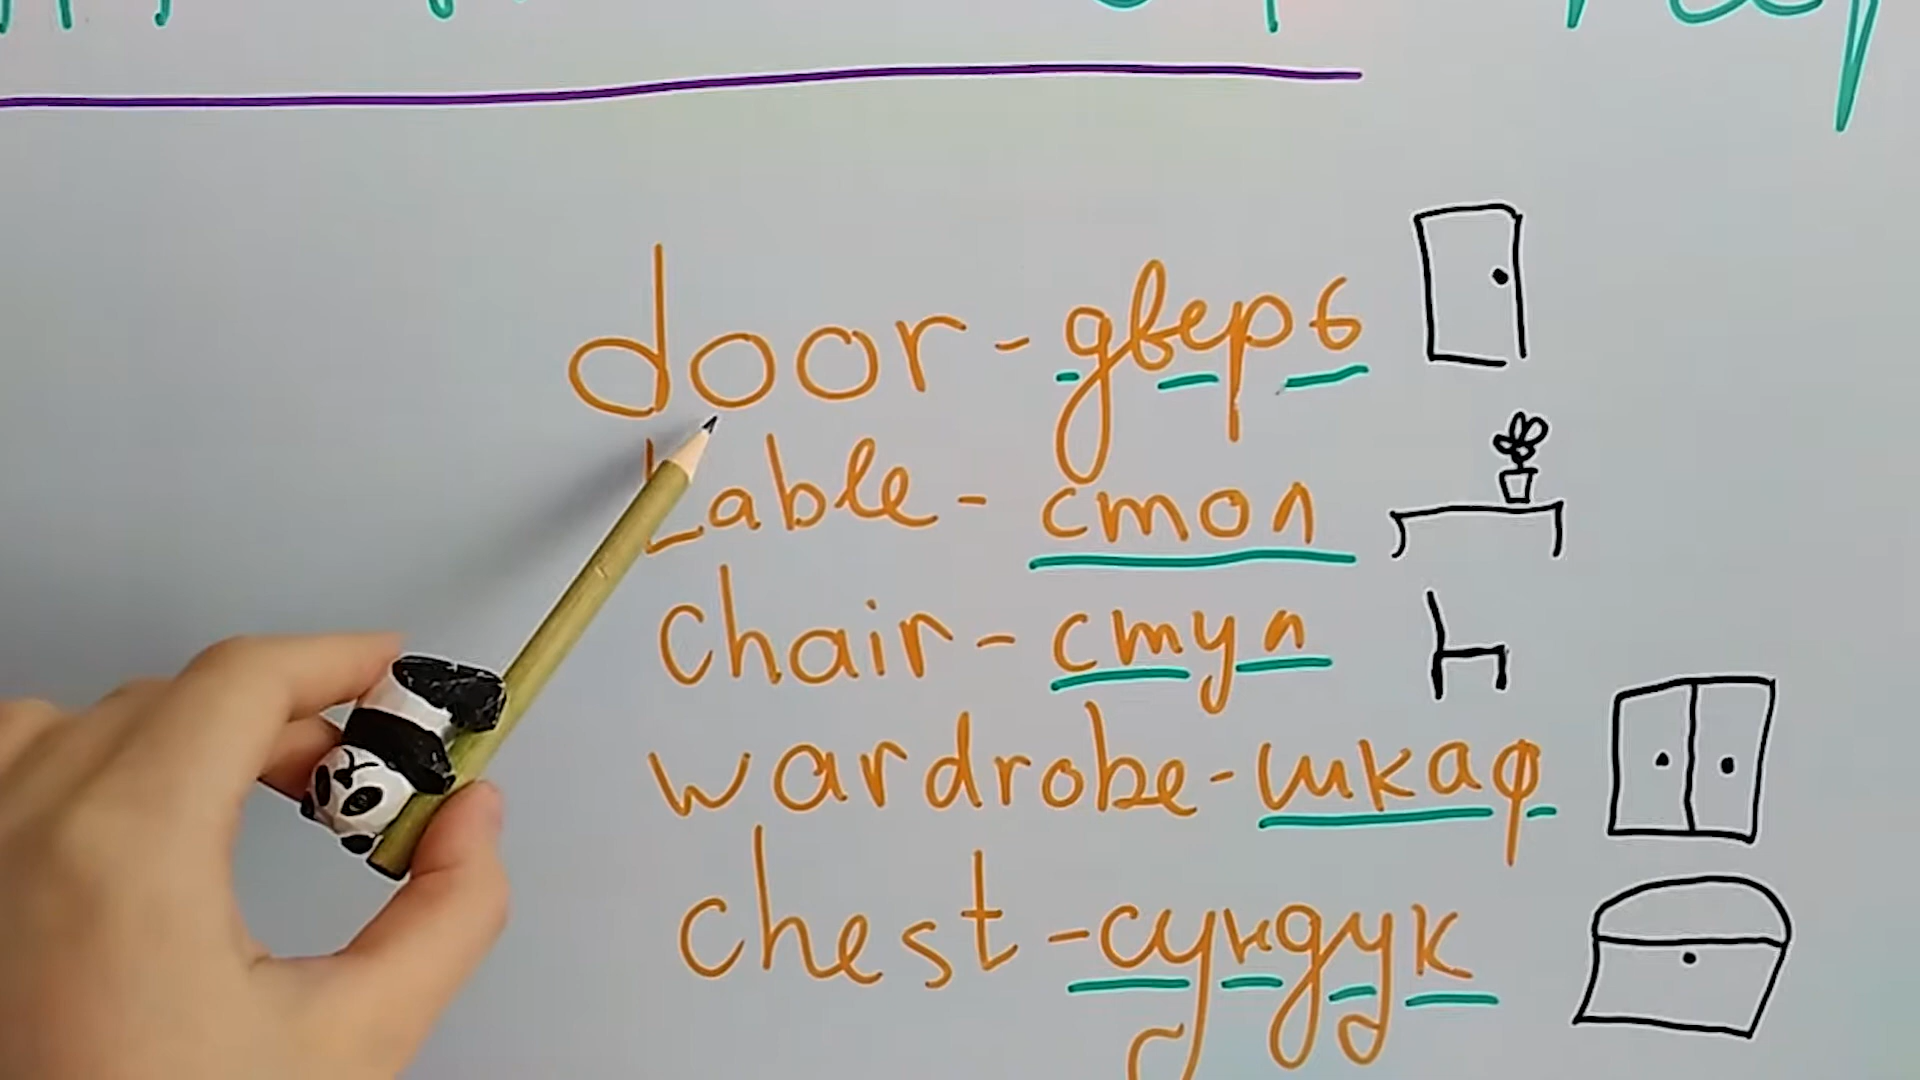 door - дверь
table - стол
chair - стул
wardrobe - шкаф
chest - сундук